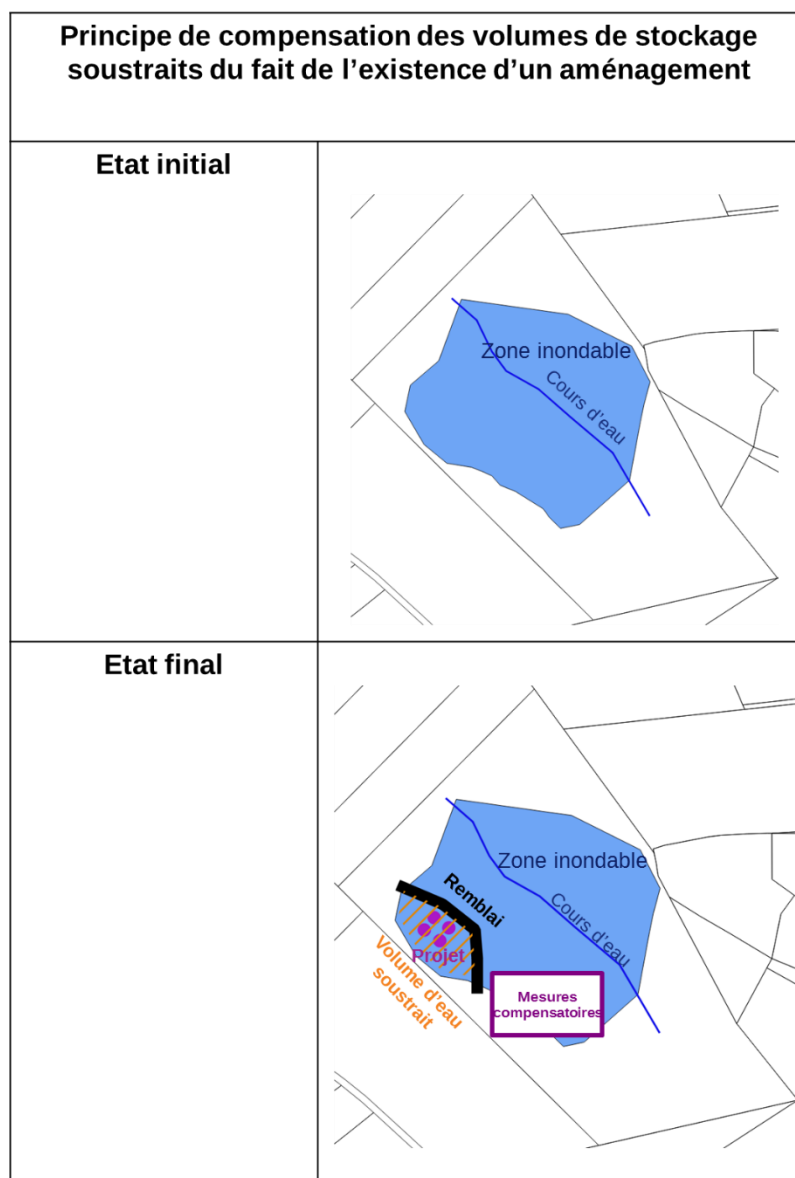 Principe de compensation des volumes de stockage
soustraits du fait de l'existence d'un aménagement
Etat initial
Zone inondable
Cours d'eau
Etat final
Zone inondable
Cours d'eau
Remblai
Projet
Volume d'eau
soustrait
Mesures
compensatoires